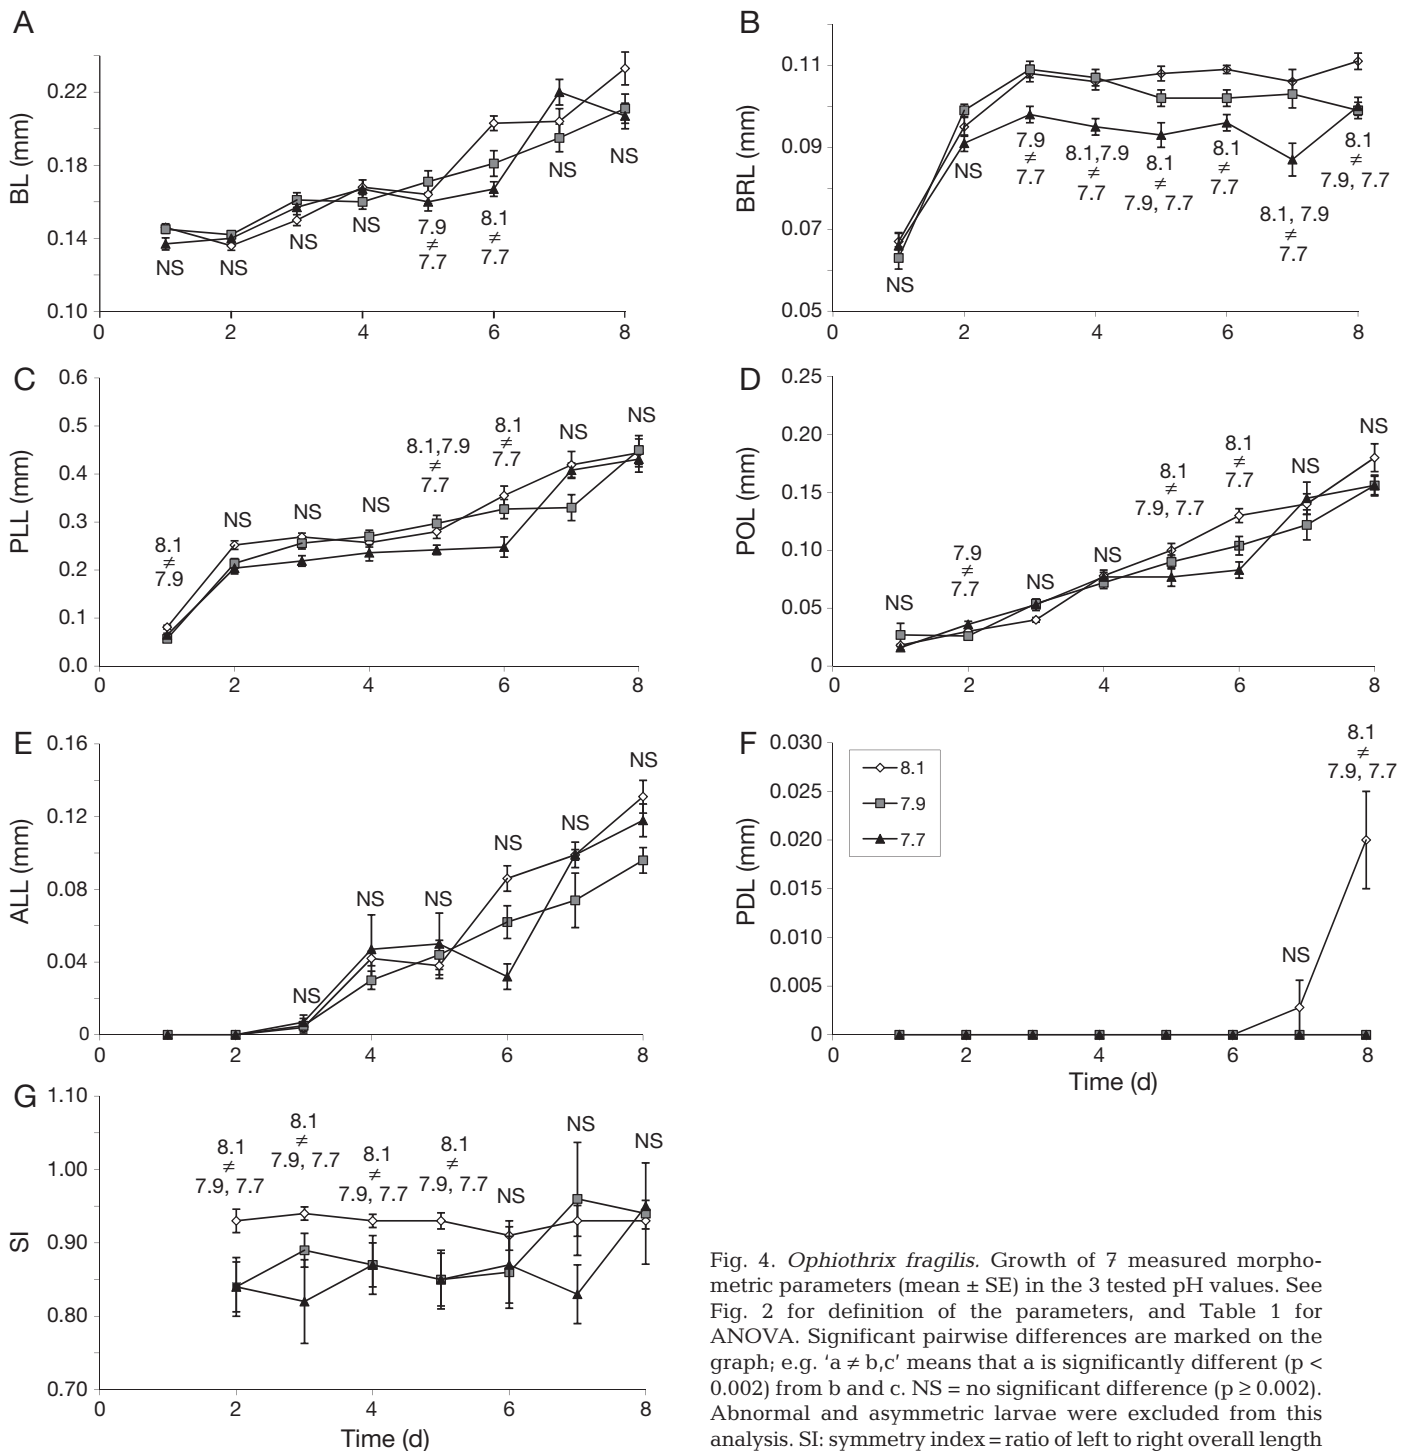 A
BL (mm)
0.22
0.18
0.14
0.10
0
2
4
6
8
NS
NS
NS
NS
7.9
≠
7.7
8.1
≠
7.7
NS
NS
B
BRL (mm)
0.11
0.09
0.07
0.05
0
2
4
6
8
NS
NS
7.9
≠
7.7
8.1,7.9
≠
7.7
8.1
≠
7.9, 7.7
8.1
≠
7.7
8.1, 7.9
≠
7.7
8.1
≠
7.9, 7.7
C
PLL (mm)
0.6
0.5
0.4
0.3
0.2
0.1
0.0
0
2
4
6
8
8.1
≠
7.9
NS
NS
NS
8.1,7.9
≠
7.7
8.1
≠
7.7
NS
NS
D
POL (mm)
0.25
0.20
0.15
0.10
0.05
0
0
2
4
6
8
NS
7.9
≠
7.7
NS
NS
8.1
≠
7.9, 7.7
8.1
≠
7.7
NS
NS
E
ALL (mm)
0.16
0.12
0.08
0.04
0
0
2
4
6
8
NS
NS
NS
NS
NS
NS
F
PDL (mm)
0.030
0.025
0.020
0.015
0.010
0.005
0
0
2
4
6
8
Time (d)
8.1
7.9
7.7
NS
8.1
≠
7.9, 7.7
G
SI
1.10
1.00
0.90
0.80
0.70
0
2
4
6
8
Time (d)
8.1
≠
7.9, 7.7
8.1
≠
7.9, 7.7
8.1
≠
7.9, 7.7
8.1
≠
7.9, 7.7
NS
NS
NS
Fig. 4. Ophiothrix fragilis. Growth of 7 measured morpho-
metric parameters (mean ± SE) in the 3 tested pH values. See
Fig. 2 for definition of the parameters, and Table 1 for
ANOVA. Significant pairwise differences are marked on the
graph; e.g. ‘a ≠ b,c’ means that a is significantly different (p <
0.002) from b and c. NS = no significant difference (p ≥ 0.002).
Abnormal and asymmetric larvae were excluded from this
analysis. SI: symmetry index = ratio of left to right overall length